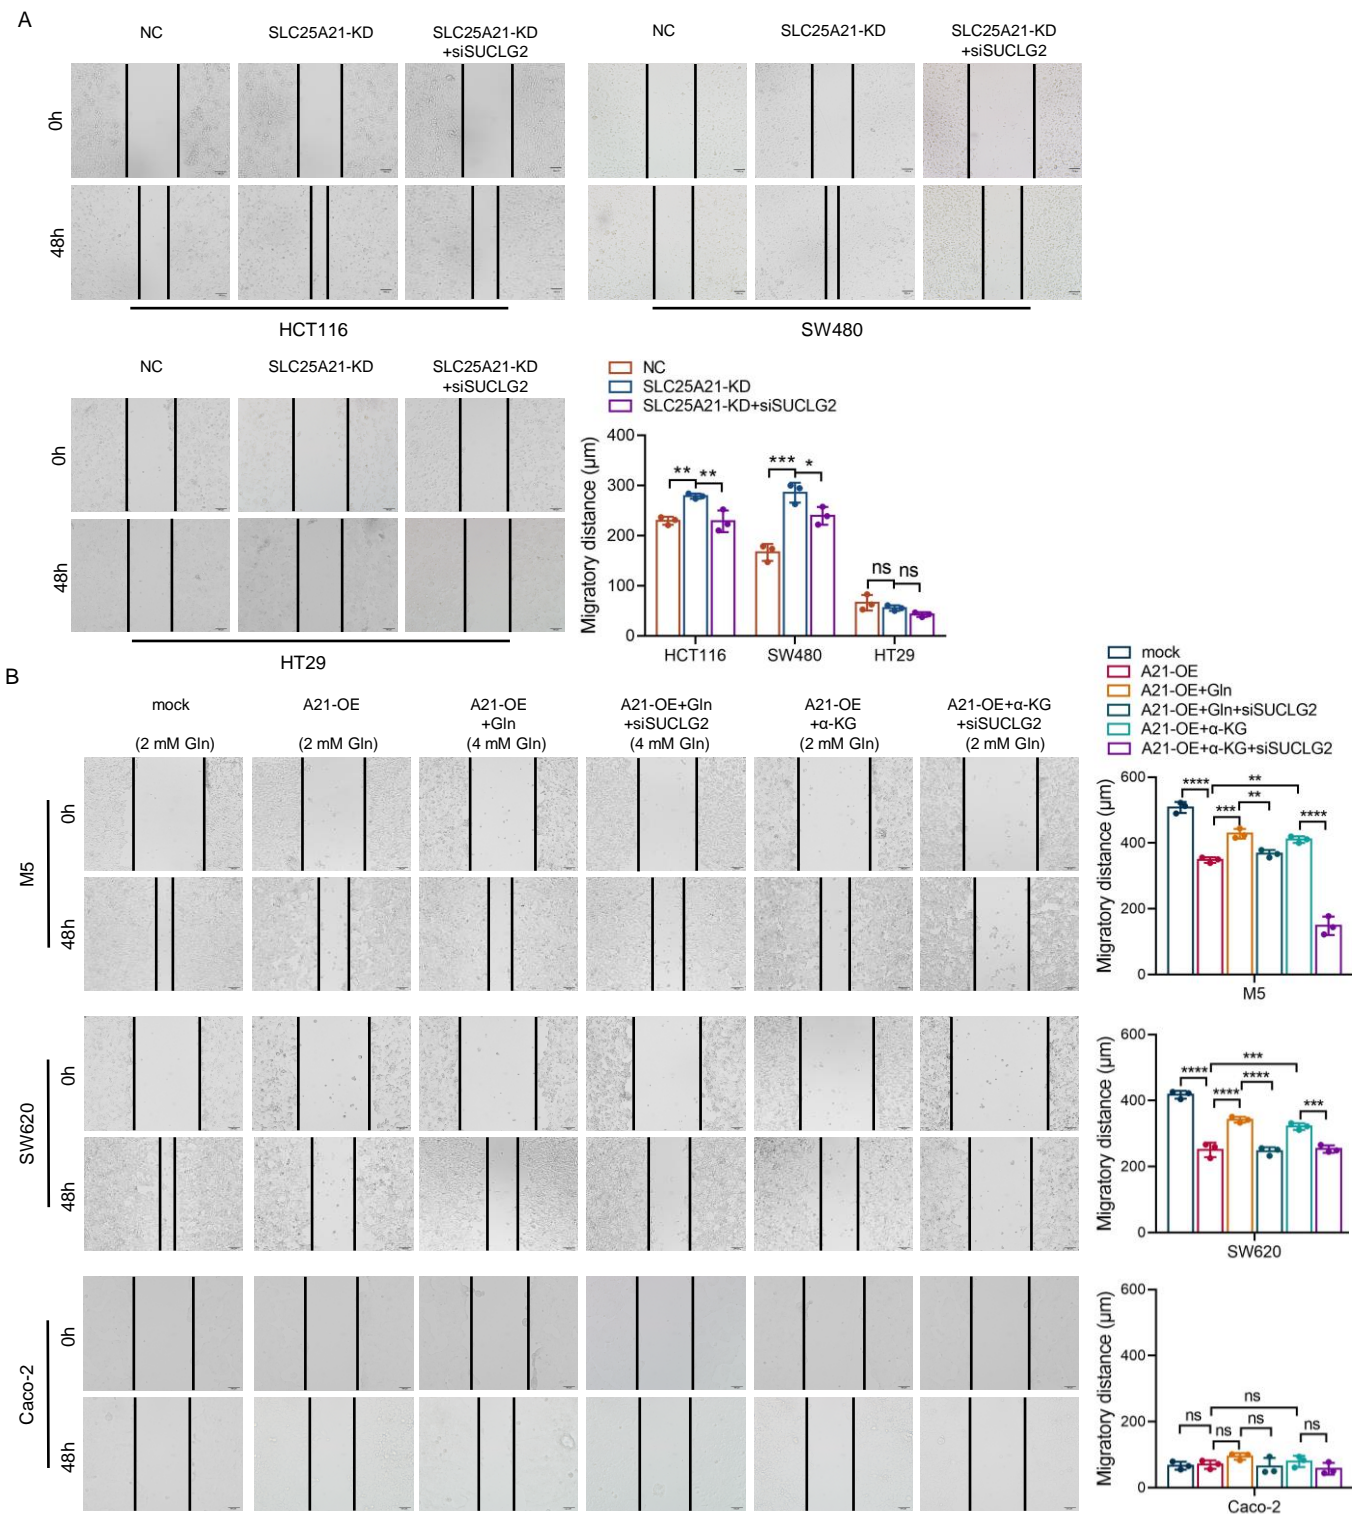 A
NC
SLC25A21-KD
SLC25A21-KD
+siSUCLG2
NC
SLC25A21-KD
SLC25A21-KD
+siSUCLG2
0h
48h
HCT116
SW480
NC
SLC25A21-KD
SLC25A21-KD
+siSUCLG2
0h
48h
HT29
NC
SLC25A21-KD
SLC25A21-KD+siSUCLG2
Migratory distance (μm)
400
300
200
100
0
** **
*** *
ns ns
HCT116 SW480 HT29
B
mock
(2 mM Gln)
A21-OE
(2 mM Gln)
A21-OE
+Gln
(4 mM Gln)
A21-OE+Gln
+siSUCLG2
(4 mM Gln)
A21-OE
+α-KG
(2 mM Gln)
A21-OE+α-KG
+siSUCLG2
(2 mM Gln)
M5
0h
48h
SW620
0h
48h
Caco-2
0h
48h
mock
A21-OE
A21-OE+Gln
A21-OE+Gln+siSUCLG2
A21-OE+α-KG
A21-OE+α-KG+siSUCLG2
Migratory distance (μm)
600
400
200
0
**** ** *** ** ****
M5
Migratory distance (μm)
600
400
200
0
**** *** **** **** ***
SW620
Migratory distance (μm)
600
400
200
0
ns ns ns ns ns
Caco-2